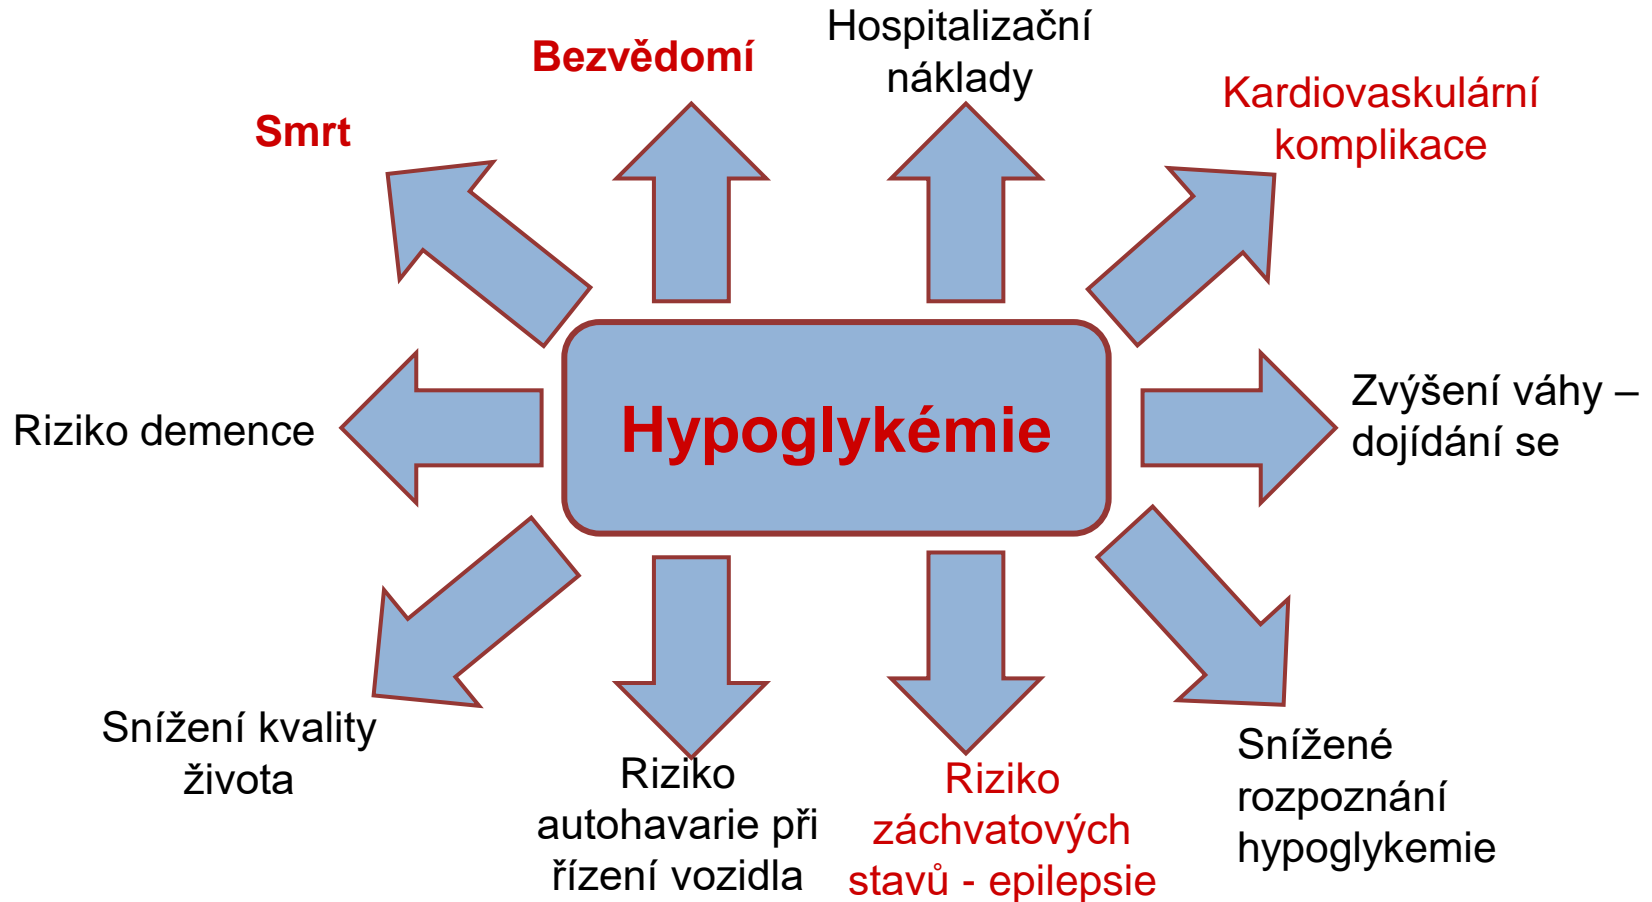 Hospitalizační
náklady
Bezvědomí
Kardiovaskulární
komplikace
Smrt
Zvýšení váhy –
dojídání se
Hypoglykémie
Riziko demence
Snížení kvality
života
Riziko
autohavarie při
řízení vozidla
Riziko
záchvatových
stavů - epilepsie
Snížené
rozpoznání
hypoglykemie